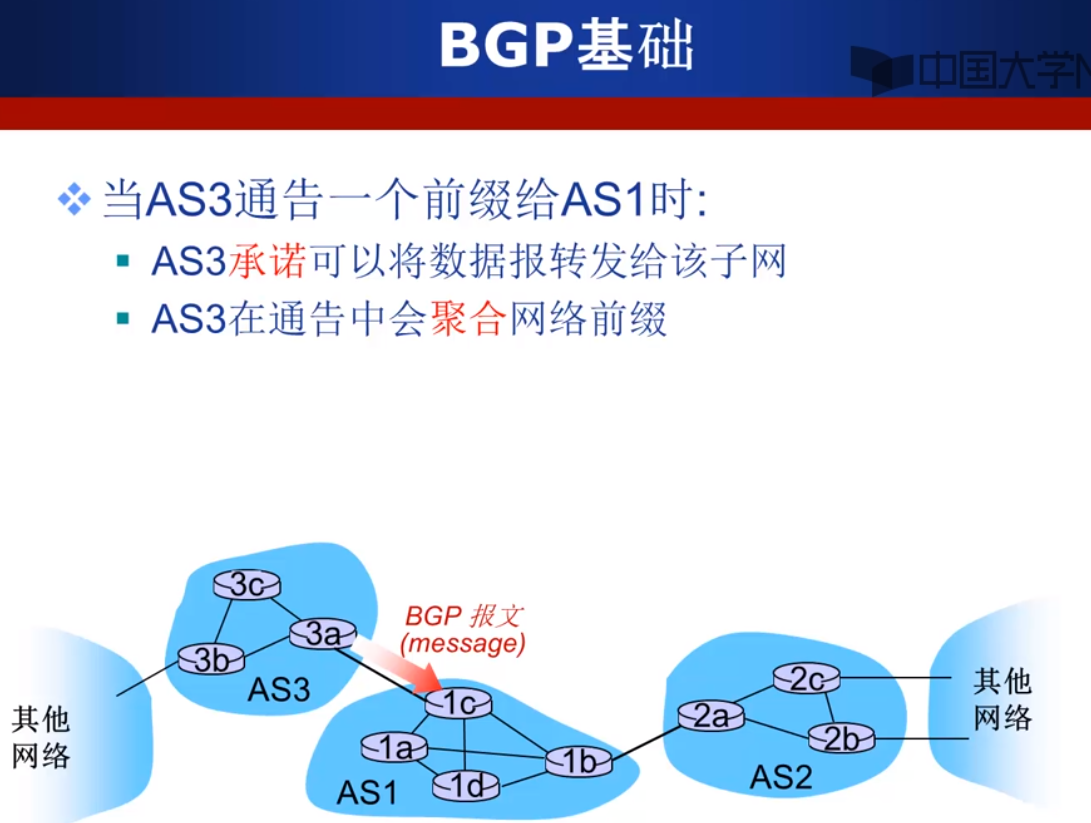 BGP基础
中国大学M
当AS3通告一个前缀给AS1时:
AS3承诺可以将数据报转发给该子网
AS3在通告中会聚合网络前缀
3c
3a
3b
AS3
BGP 报文
(message)
其他
网络
1c
1a
1b
1d
AS1
2c
2a
2b
AS2
其他
网络